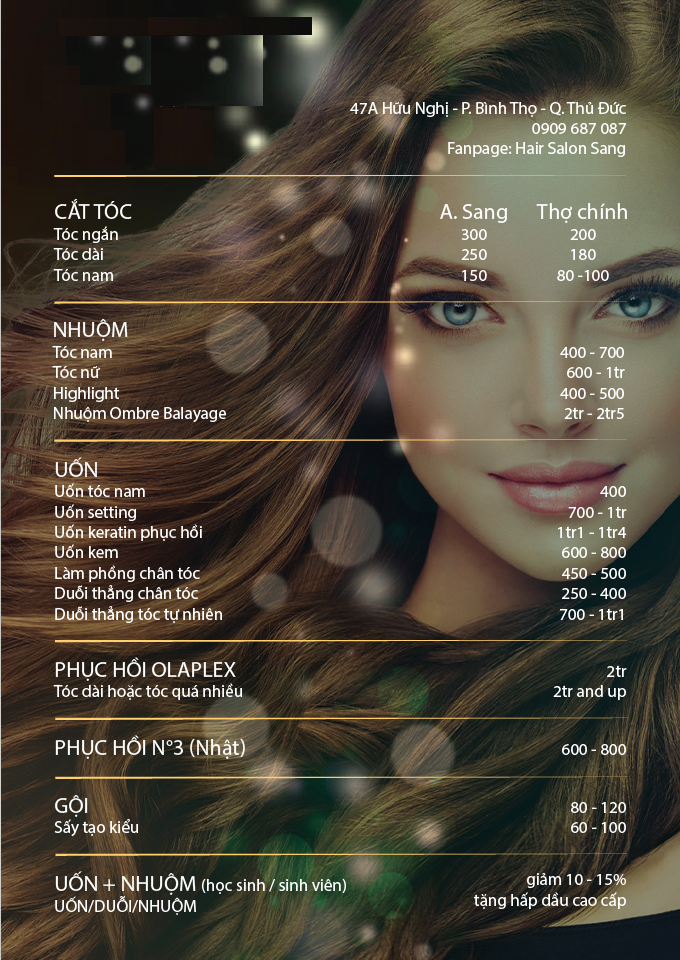 47A Hữu Nghị - P. Bình Thọ - Q. Thủ Đức
0909 687 087
Fanpage: Hair Salon Sang
CẮT TÓC A. Sang Thợ chính
Tóc ngắn 300 200
Tóc dài 250 180
Tóc nam 150 80 -100
NHUỘM
Tóc nam 400 - 700
Tóc nữ 600 - 1tr
Highlight 400 - 500
Nhuộm Ombre Balayage 2tr - 2tr5
UỐN
Uốn tóc nam 400
Uốn setting 700 - 1tr
Uốn keratin phục hồi 1tr1 - 1tr4
Uốn kem 600 - 800
Làm phồng chân tóc 450 - 500
Duỗi thẳng chân tóc 250 - 400
Duỗi thẳng tóc tự nhiên 700 - 1tr1
PHỤC HỒI OLAPLEX 2tr
Tóc dài hoặc tóc quá nhiều 2tr and up
PHỤC HỒI N°3 (Nhật) 600 - 800
GỘI 80 - 120
Sấy tạo kiểu 60 - 100
UỐN + NHUỘM (học sinh / sinh viên) giảm 10 - 15%
UỐN/DUỖI/NHUỘM tặng hấp dầu cao cấp